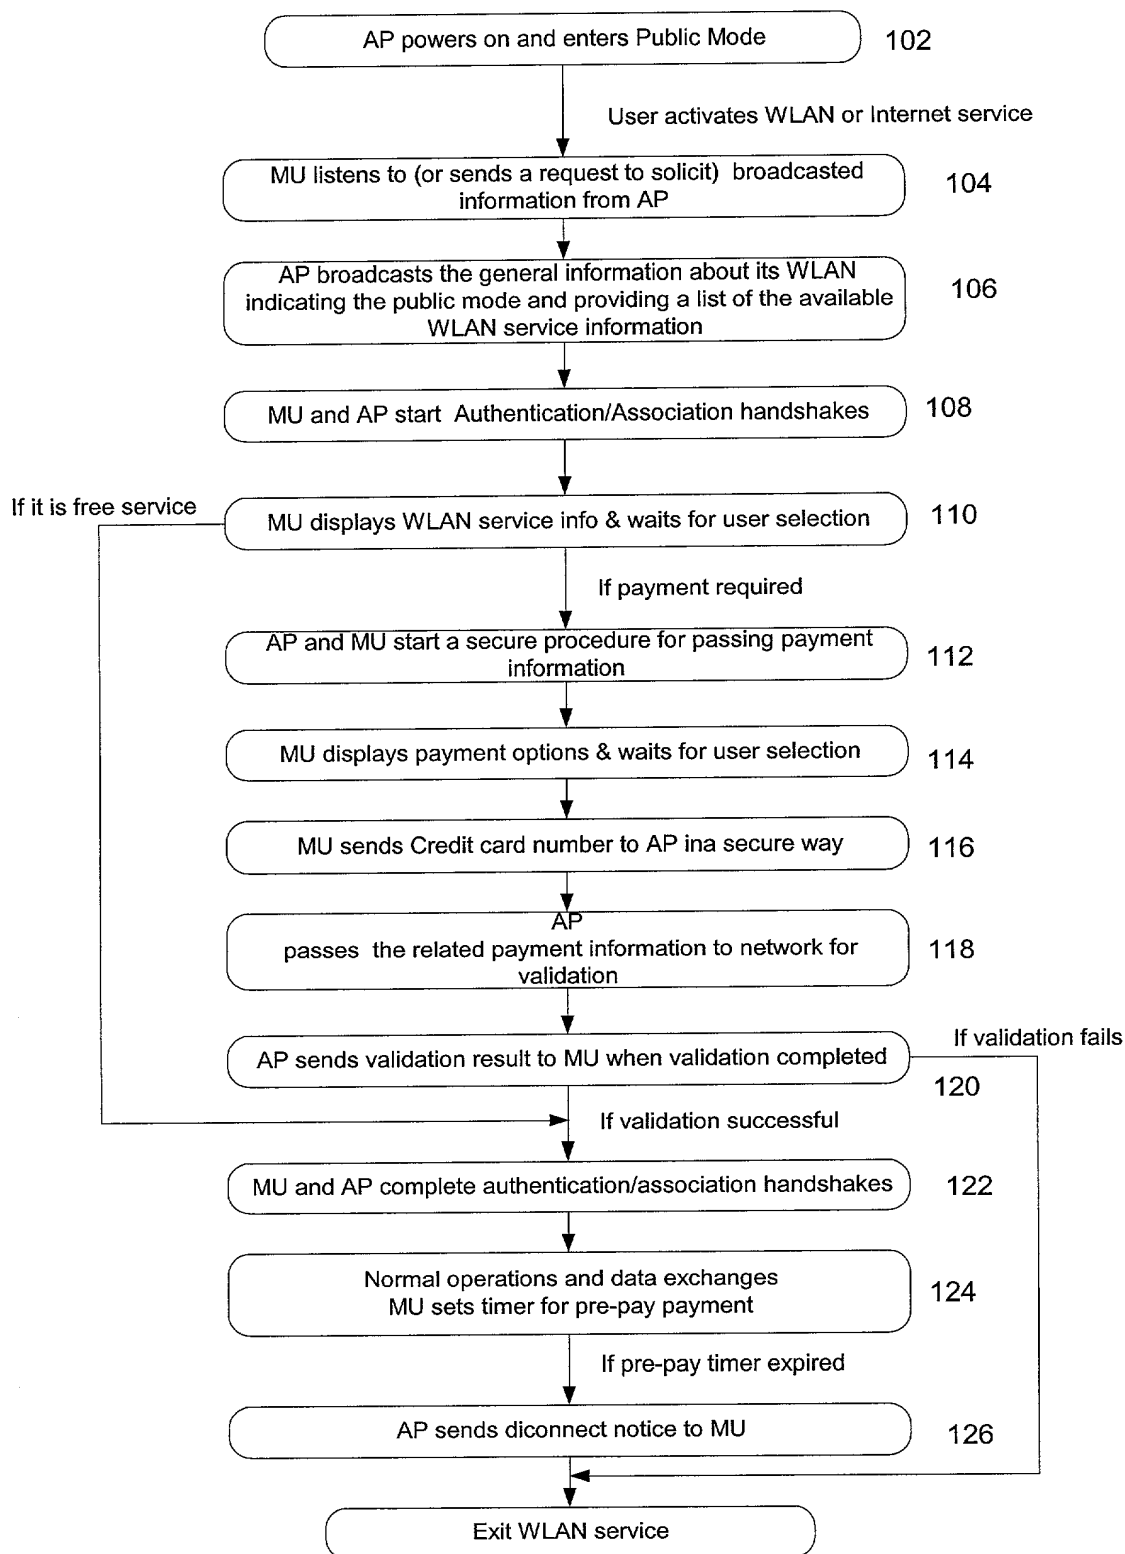 AP powers on and enters Public Mode
102
User activates WLAN or Internet service
MU listens to (or sends a request to solicit) broadcasted
information from AP
104
AP broadcasts the general information about its WLAN
indicating the public mode and providing a list of the available
WLAN service information
106
MU and AP start Authentication/Association handshakes
108
If it is free service
MU displays WLAN service info & waits for user selection
110
If payment required
AP and MU start a secure procedure for passing payment
information
112
MU displays payment options & waits for user selection
114
MU sends Credit card number to AP ina secure way
116
AP
passes the related payment information to network for
validation
118
If validation fails
AP sends validation result to MU when validation completed
120
If validation successful
MU and AP complete authentication/association handshakes
122
Normal operations and data exchanges
MU sets timer for pre-pay payment
124
If pre-pay timer expired
AP sends diconnect notice to MU
126
Exit WLAN service